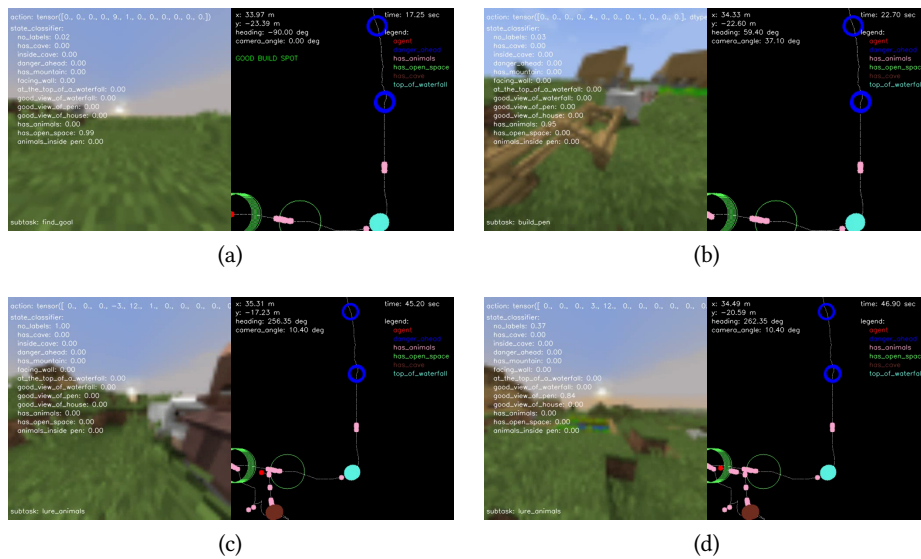 action: tensor([ 0., 0., 0., 0., 9., 1., 0., 0., 0., 0., 0., 0.])
state_classifier:
no_labels: 0.02
has_cave: 0.00
inside_cave: 0.00
danger_ahead: 0.00
has_mountain: 0.00
facing_wall: 0.00
at_the_top_of_a_waterfall: 0.00
good_view_of_waterfall: 0.00
good_view_of_pen: 0.00
good_view_of_house: 0.00
has_animals: 0.00
has_open_space: 0.99
animals_inside pen: 0.00
subtask: find_goal
x: 33.97 m
y: -23.39 m
heading: -90.00 deg
camera_angle: 0.00 deg
GOOD BUILD SPOT
time: 17.25 sec
legend:
agent
danger_ahead
has_animals
has_open_space
has_cave
top_of_waterfall
(a)
action: tensor([ 0., 0., 0., 0., 4., 0., 0., 0., 1., 0., 0., 0.], dtype
state_classifier:
no_labels: 0.03
has_cave: 0.00
inside_cave: 0.00
danger_ahead: 0.00
has_mountain: 0.00
facing_wall: 0.00
at_the_top_of_a_waterfall: 0.00
good_view_of_waterfall: 0.00
good_view_of_pen: 0.00
good_view_of_house: 0.00
has_animals: 0.95
has_open_space: 0.00
animals_inside pen: 0.00
subtask: build_pen
x: 34.33 m
y: -22.60 m
heading: 59.40 deg
camera_angle: 37.10 deg
time: 22.70 sec
legend:
agent
danger_ahead
has_animals
has_open_space
has_cave
top_of_waterfall
(b)
action: tensor([ 0., 0., 0., -3., 12., 1., 0., 0., 0., 0., 0
state_classifier:
no_labels: 1.00
has_cave: 0.00
inside_cave: 0.00
danger_ahead: 0.00
has_mountain: 0.00
facing_wall: 0.00
at_the_top_of_a_waterfall: 0.00
good_view_of_waterfall: 0.00
good_view_of_pen: 0.00
good_view_of_house: 0.00
has_animals: 0.00
has_open_space: 0.00
animals_inside pen: 0.00
subtask: lure_animals
x: 35.31 m
y: -17.23 m
heading: 256.35 deg
camera_angle: 10.40 deg
time: 45.20 sec
legend:
agent
danger_ahead
has_animals
has_open_space
has_cave
top_of_waterfall
(c)
action: tensor([ 0., 0., 0., 3., 12., 0., 0., 0., 0., 0., 0
state_classifier:
no_labels: 0.37
has_cave: 0.00
inside_cave: 0.00
danger_ahead: 0.00
has_mountain: 0.00
facing_wall: 0.00
at_the_top_of_a_waterfall: 0.00
good_view_of_waterfall: 0.00
good_view_of_pen: 0.84
good_view_of_house: 0.00
has_animals: 0.00
has_open_space: 0.00
animals_inside pen: 0.00
subtask: lure_animals
x: 34.49 m
y: -20.59 m
heading: 262.35 deg
camera_angle: 10.40 deg
time: 46.90 sec
legend:
agent
danger_ahead
has_animals
has_open_space
has_cave
top_of_waterfall
(d)